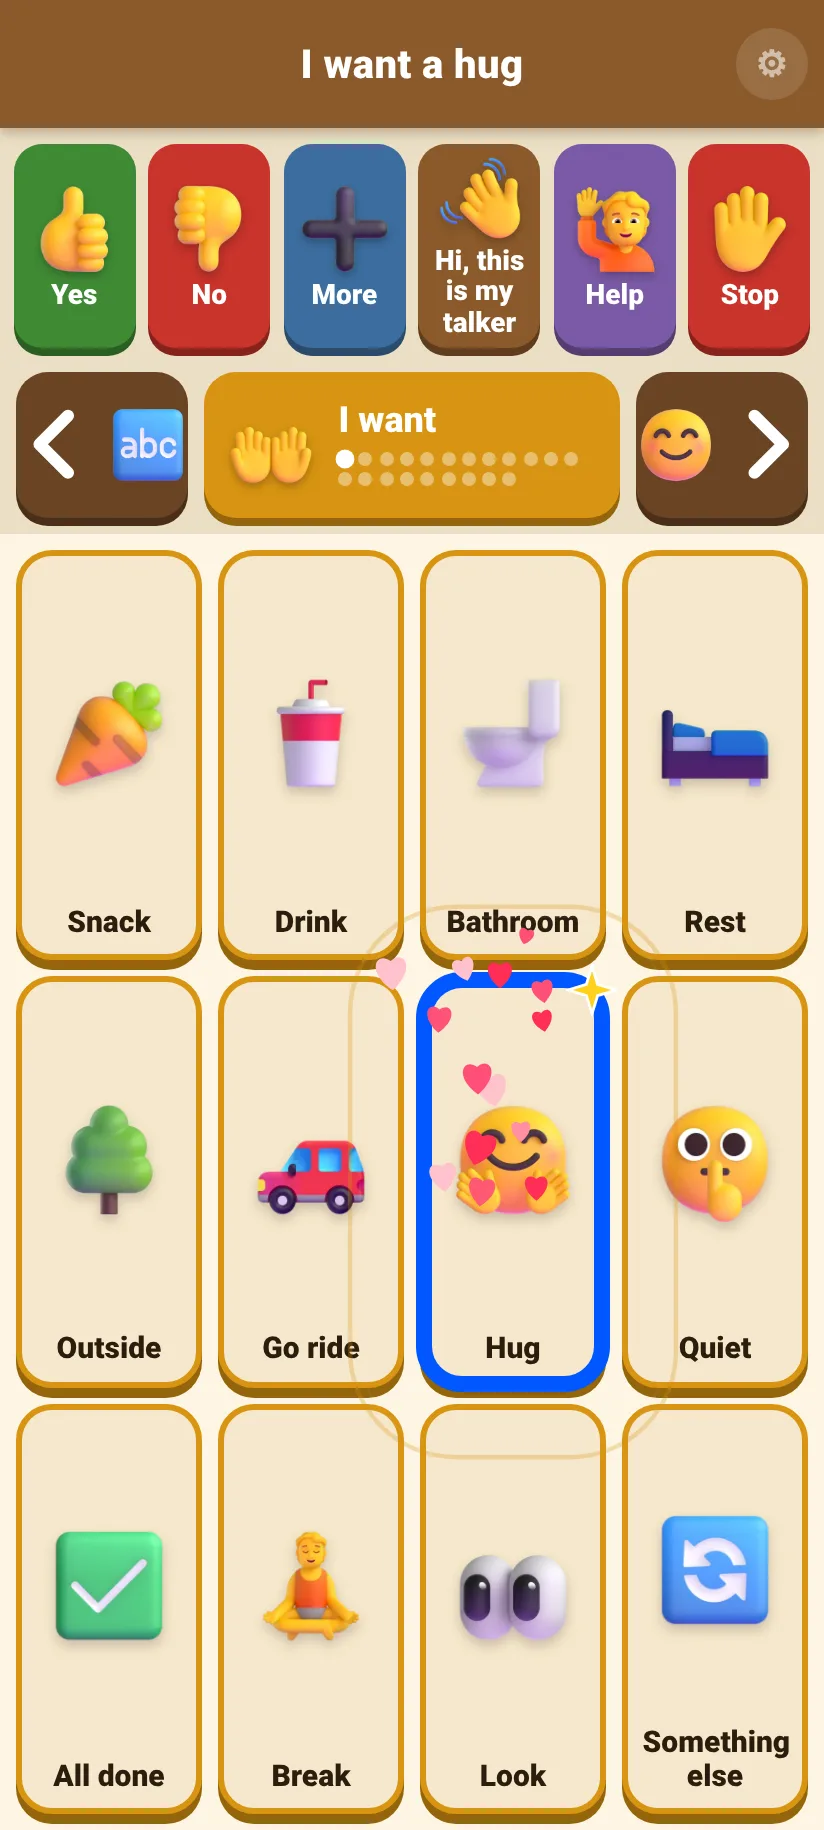 I want a hug
Yes
No
More
Hi, this
is my
talker
Help
Stop
abc
I want
Snack
Drink
Bathroom
Rest
Outside
Go ride
Hug
Quiet
All done
Break
Look
Something
else